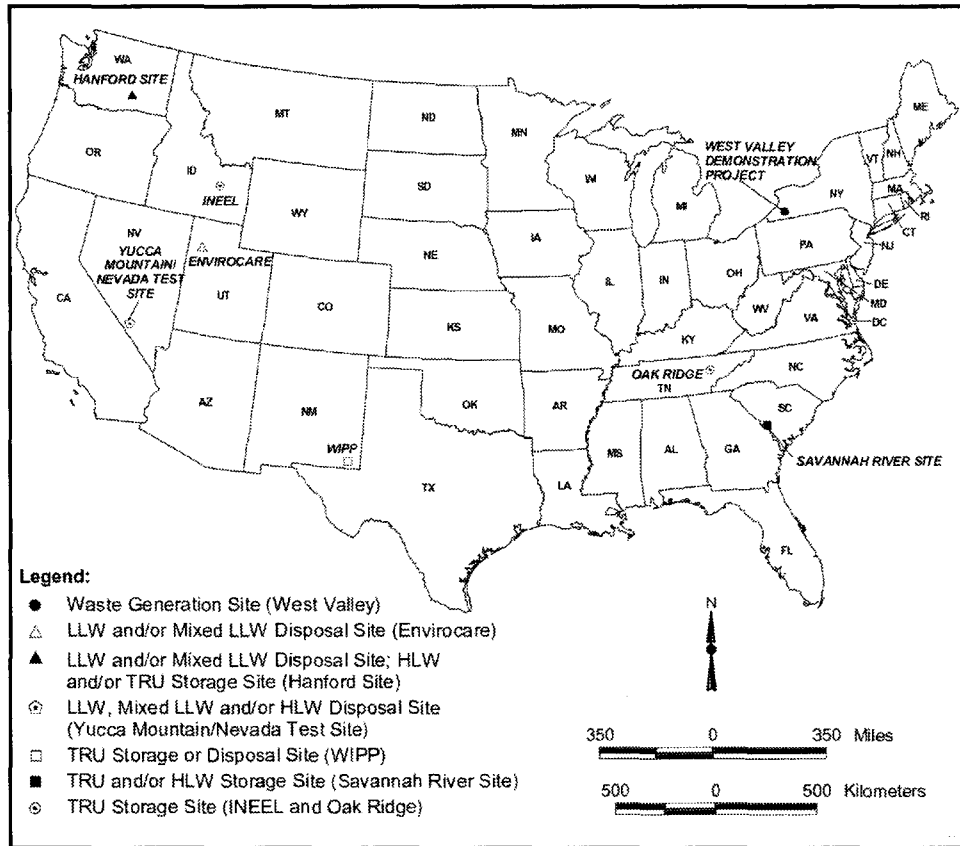 WA
HANFORD SITE
MT
ND
MN
ME
OR
ID
INEEL
SD
WI
MI
WEST VALLEY
DEMONSTRATION
PROJECT
VT
NH
NY
MA
RI
CT
WY
NV
YUCCA
MOUNTAIN/
NEVADA TEST
SITE
ENVIROCARE
IA
NE
PA
NJ
CA
UT
CO
IL
IN
OH
DE
MD
DC
WV
VA
KS
MO
KY
OAK RIDGE
TN
NC
AZ
NM
OK
AR
SC
WIPP
MS
AL
GA
SAVANNAH RIVER SITE
TX
LA
FL
Legend:
Waste Generation Site (West Valley)
LLW and/or Mixed LLW Disposal Site (Envirocare)
LLW and/or Mixed LLW Disposal Site; HLW
and/or TRU Storage Site (Hanford Site)
LLW, Mixed LLW and/or HLW Disposal Site
(Yucca Mountain/Nevada Test Site)
TRU Storage or Disposal Site (WIPP)
TRU and/or HLW Storage Site (Savannah River Site)
TRU Storage Site (INEEL and Oak Ridge)
N
350 0 350 Miles
500 0 500 Kilometers